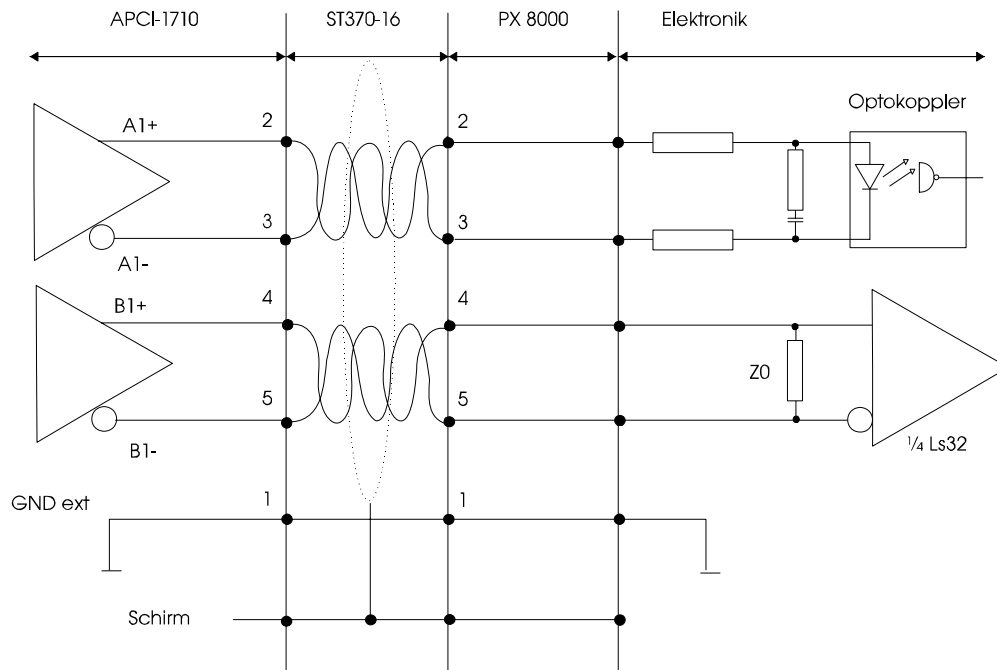 APCI-1710 ST370-16 PX 8000 Elektronik
Optokoppler
A1+ 2 2
3 3
A1-
B1+ 4 4
Z0
5 5
B1- ¼ Ls32
GND ext 1 1
Schirm